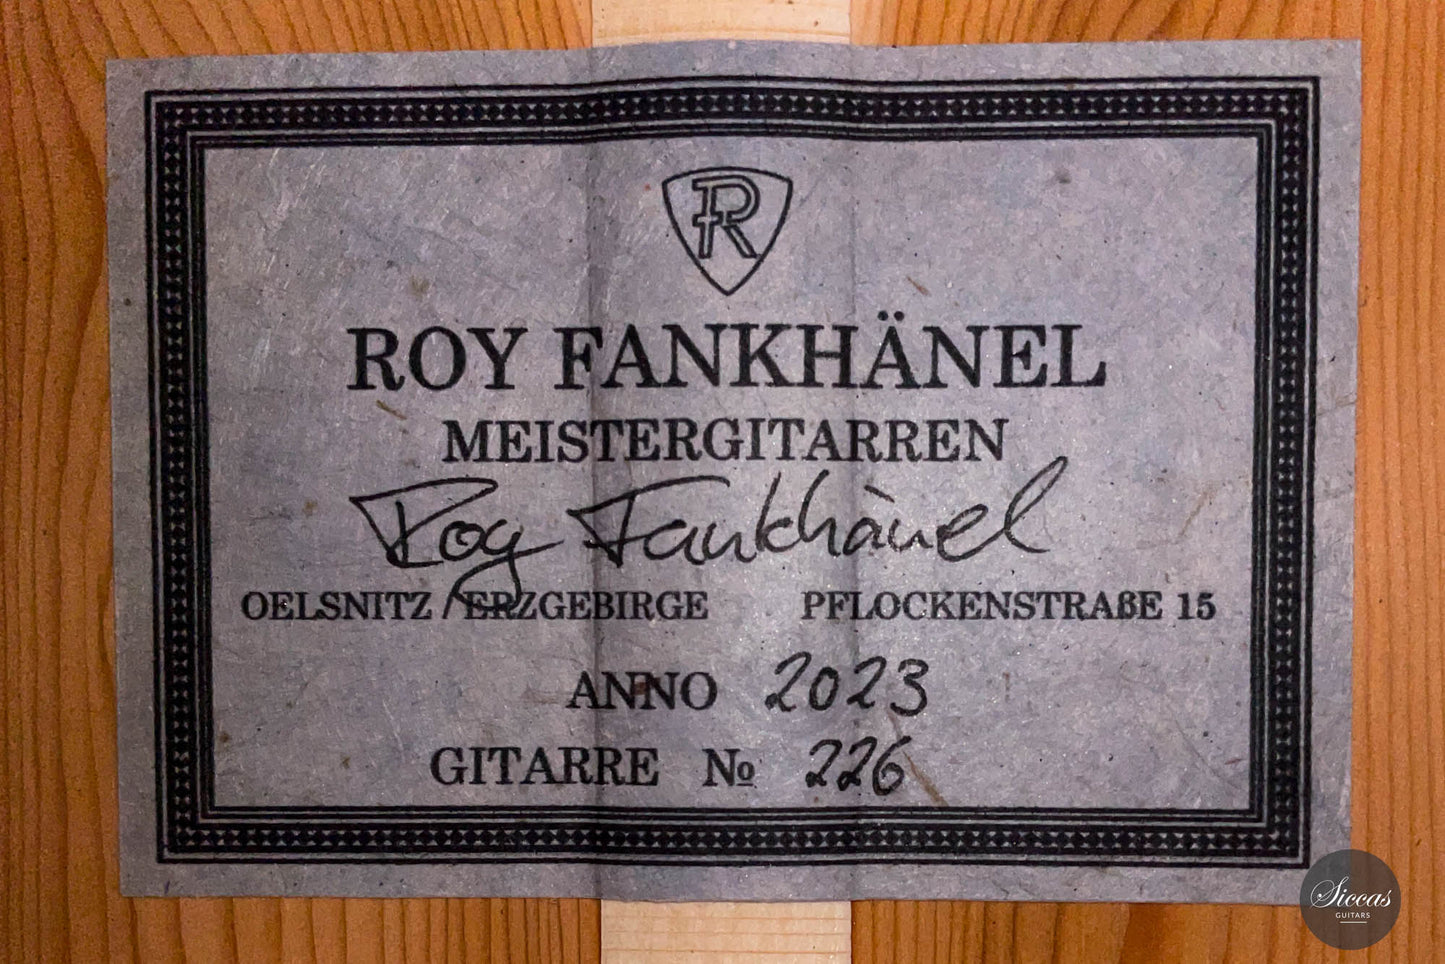 R
ROY FANKHÄNEL
MEISTERGITARREN
Roy Fankhänel
OELSNITZ / ERZGEBIRGE PFLOCKENSTRAßE 15
ANNO 2023
GITARRE № 226
Siccas
GUITARS